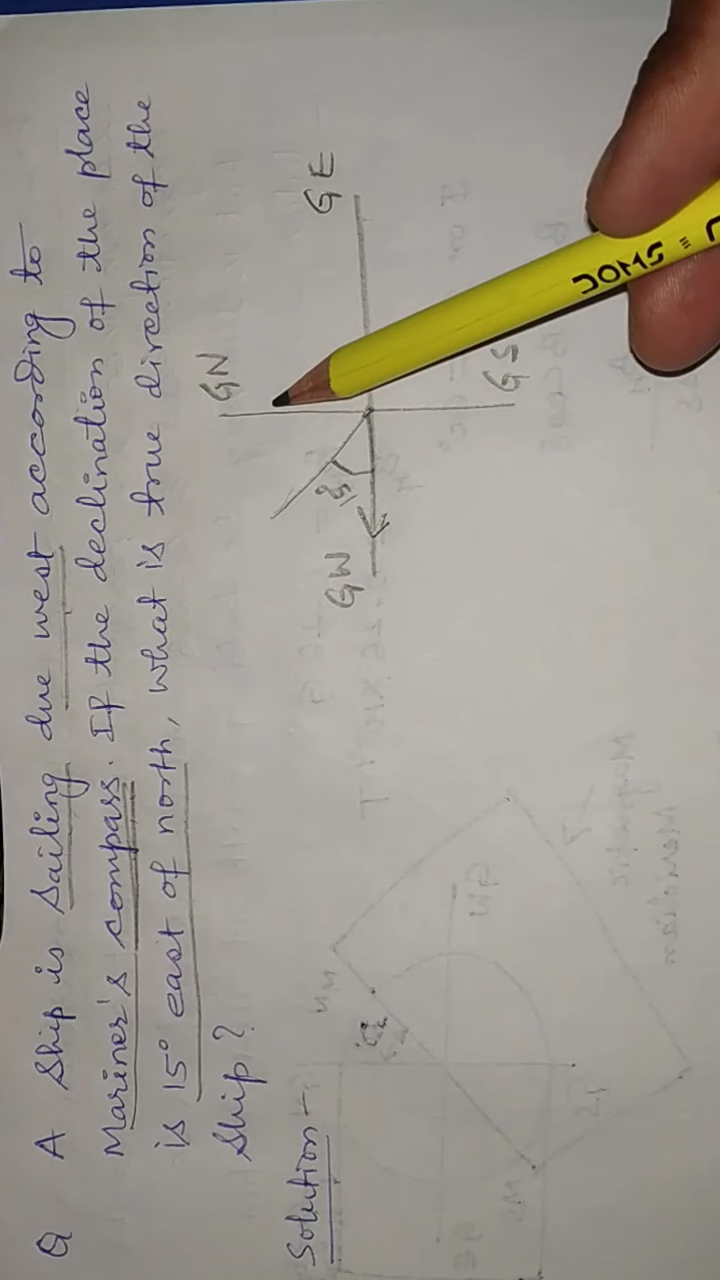 Q A Ship is Sailing due west according to
Mariner's compass. If the declination of the place
is 15° east of north, what is true direction of the
Ship?
Solution -
GN
GW
15°
GE
GS
DOMS